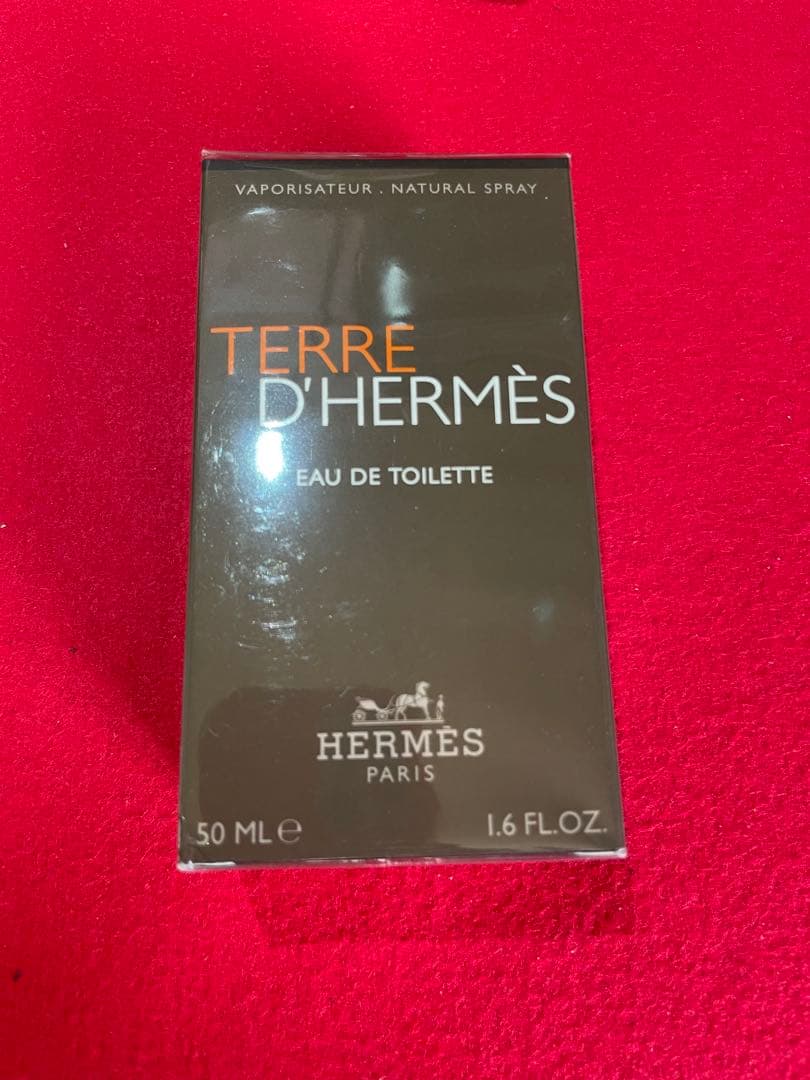 VAPORISATEUR . NATURAL SPRAY
TERRE
D'HERMÈS
EAU DE TOILETTE
HERMÈS
PARIS
50 ML ℮ 1.6 FL.OZ.